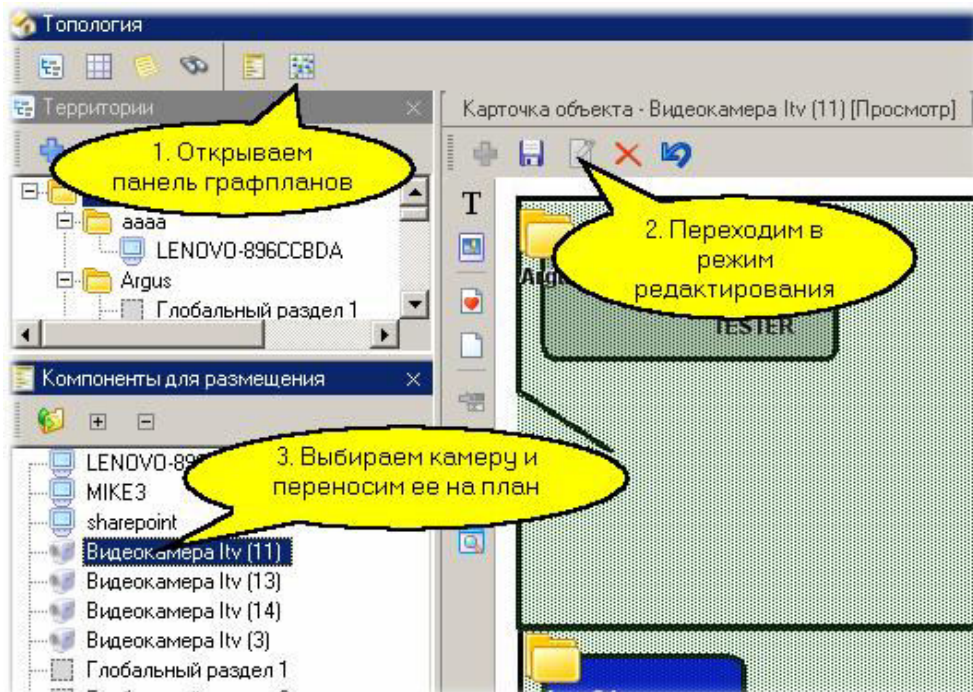 Топология
Территории
Карточка объекта - Видеокамера Itv (11) [Просмотр]
1. Открываем
панель графпланов
T
2. Переходим в
режим
редактирования
aaaa
LENOVO-896CCBDA
Argus
Глобальный раздел 1
TESTER
Компоненты для размещения
3. Выбираем камеру и
переносим ее на план
MIKE3
sharepoint
Видеокамера Itv (11)
Видеокамера Itv (13)
Видеокамера Itv (14)
Видеокамера Itv (3)
Глобальный раздел 1